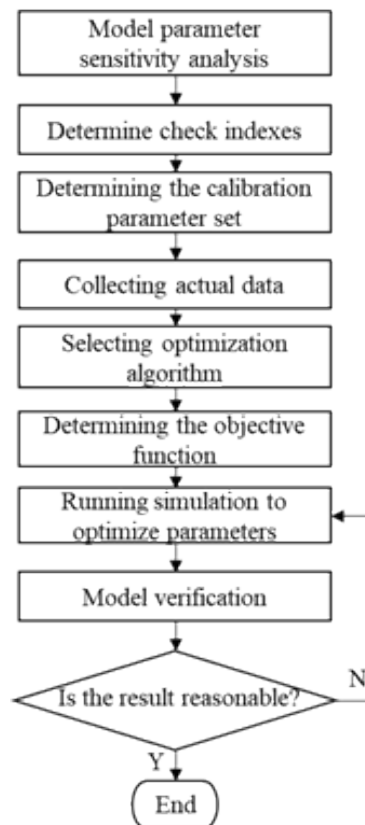 Model parameter
sensitivity analysis
Determine check indexes
Determining the calibration
parameter set
Collecting actual data
Selecting optimization
algorithm
Determining the objective
function
Running simulation to
optimize parameters
Model verification
Is the result reasonable?
N
Y
End